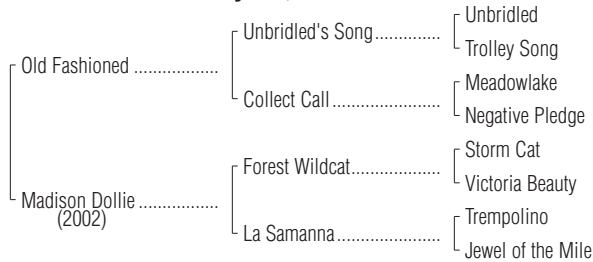 Unbridled
Unbridled's Song..............
Trolley Song
Old Fashioned ..................
Meadowlake
Collect Call .......................
Negative Pledge
Storm Cat
Forest Wildcat...................
Victoria Beauty
Madison Dollie .................
(2002)
Trempolino
La Samanna......................
Jewel of the Mile